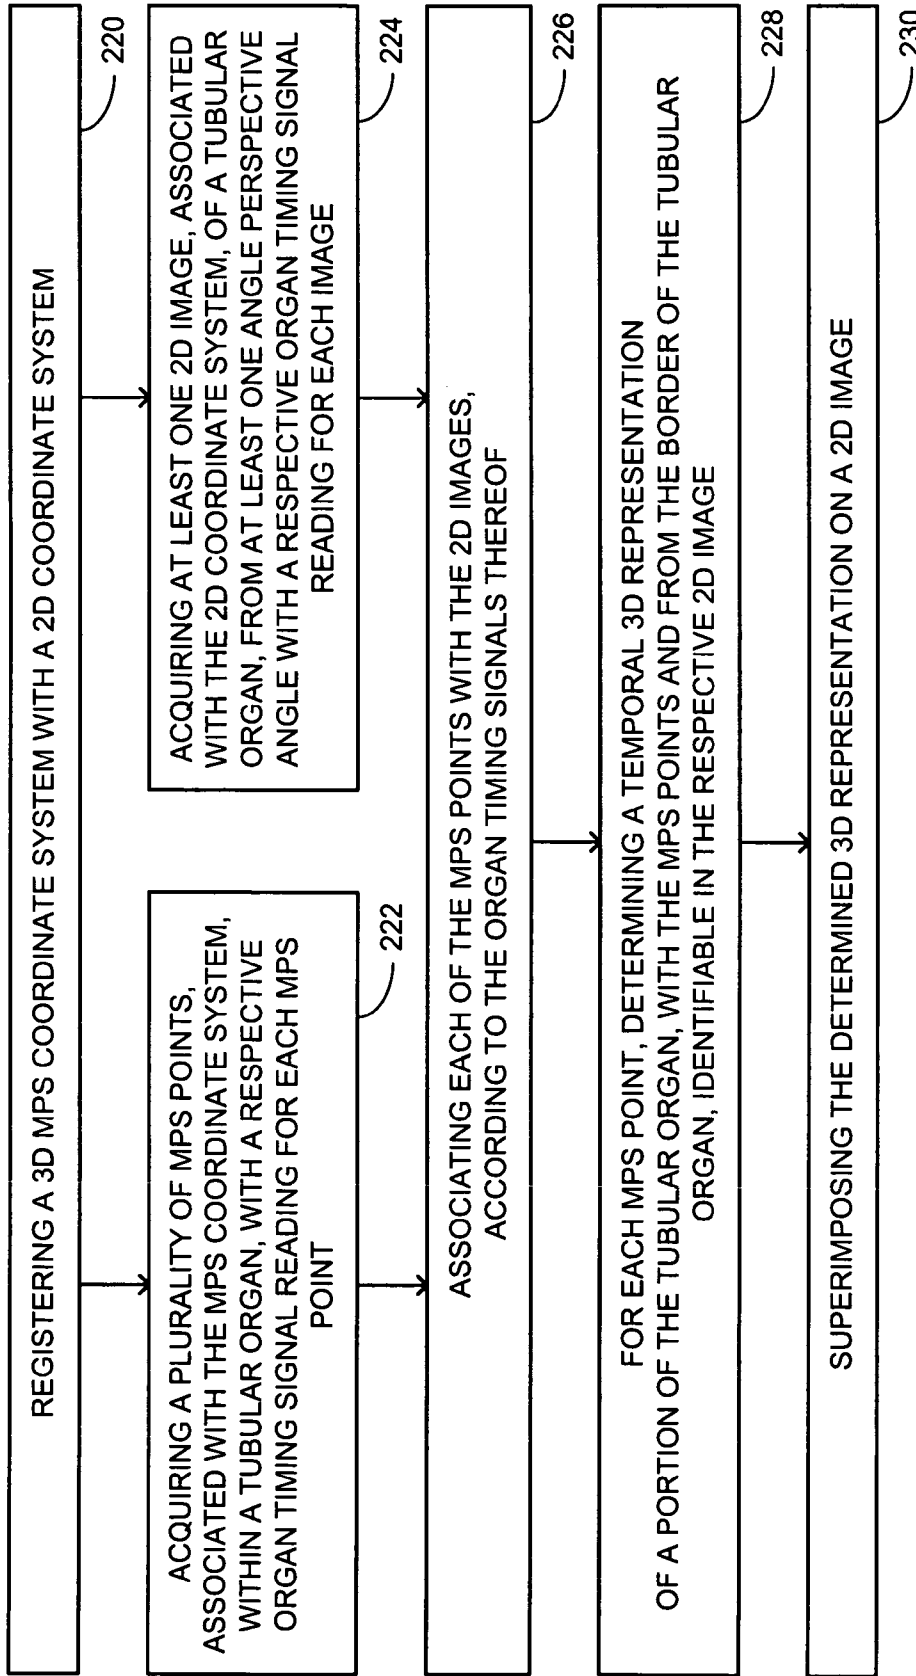 REGISTERING A 3D MPS COORDINATE SYSTEM WITH A 2D COORDINATE SYSTEM
220
ACQUIRING A PLURALITY OF MPS POINTS,
ASSOCIATED WITH THE MPS COORDINATE SYSTEM,
WITHIN A TUBULAR ORGAN, WITH A RESPECTIVE
ORGAN TIMING SIGNAL READING FOR EACH MPS
POINT
222
ACQUIRING AT LEAST ONE 2D IMAGE, ASSOCIATED
WITH THE 2D COORDINATE SYSTEM, OF A TUBULAR
ORGAN, FROM AT LEAST ONE ANGLE PERSPECTIVE
ANGLE WITH A RESPECTIVE ORGAN TIMING SIGNAL
READING FOR EACH IMAGE
224
ASSOCIATING EACH OF THE MPS POINTS WITH THE 2D IMAGES,
ACCORDING TO THE ORGAN TIMING SIGNALS THEREOF
226
FOR EACH MPS POINT, DETERMINING A TEMPORAL 3D REPRESENTATION
OF A PORTION OF THE TUBULAR ORGAN, WITH THE MPS POINTS AND FROM THE BORDER OF THE TUBULAR
ORGAN, IDENTIFIABLE IN THE RESPECTIVE 2D IMAGE
228
SUPERIMPOSING THE DETERMINED 3D REPRESENTATION ON A 2D IMAGE
230